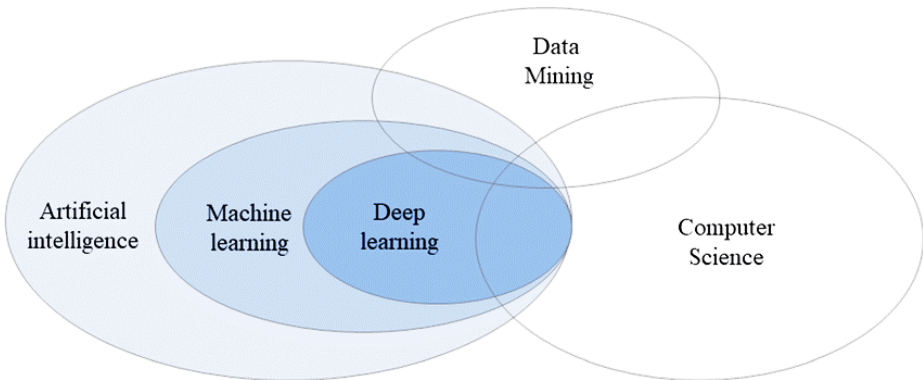 Data
Mining
Artificial
intelligence
Machine
learning
Deep
learning
Computer
Science